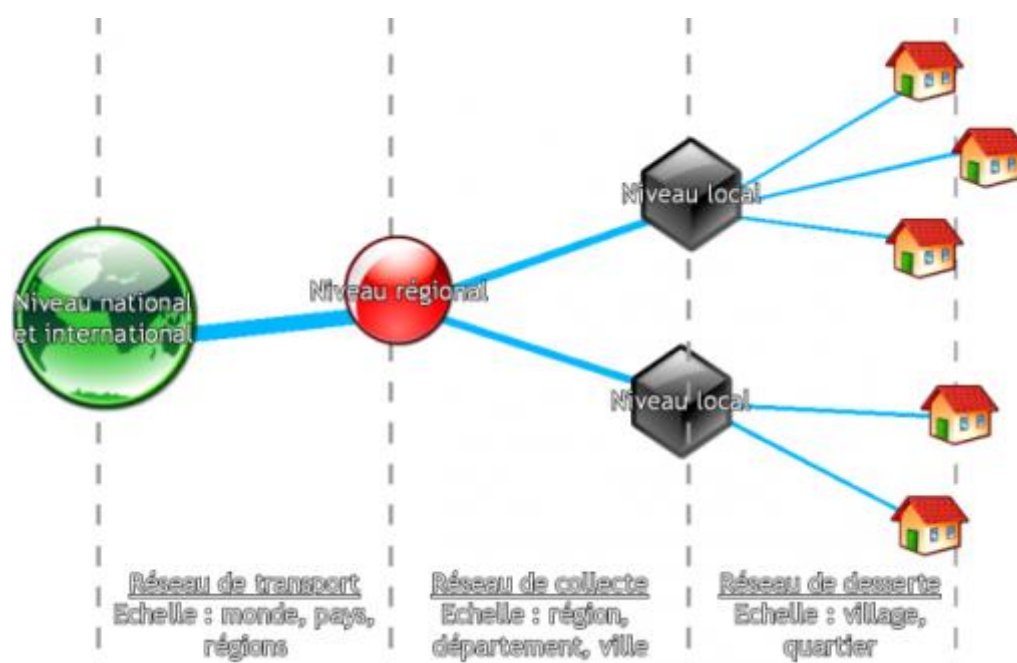 Niveau national
et international
Niveau régional
Niveau local
Niveau local
Réseau de transport
Echelle : monde, pays,
régions
Réseau de collecte
Echelle : région,
département, ville
Réseau de desserte
Echelle : village,
quartier